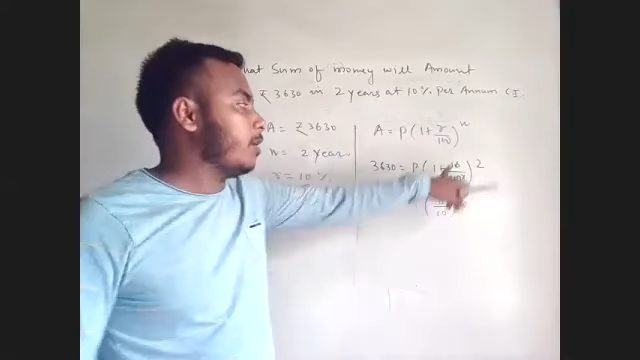 hat Sum of money will Amount
₹3630 in 2 years at 10% Per Annum C.I.
A = ₹3630
n = 2 Year
r = 10%
A = P(1+r/100)^n
3630 = P(1+10/100)^2